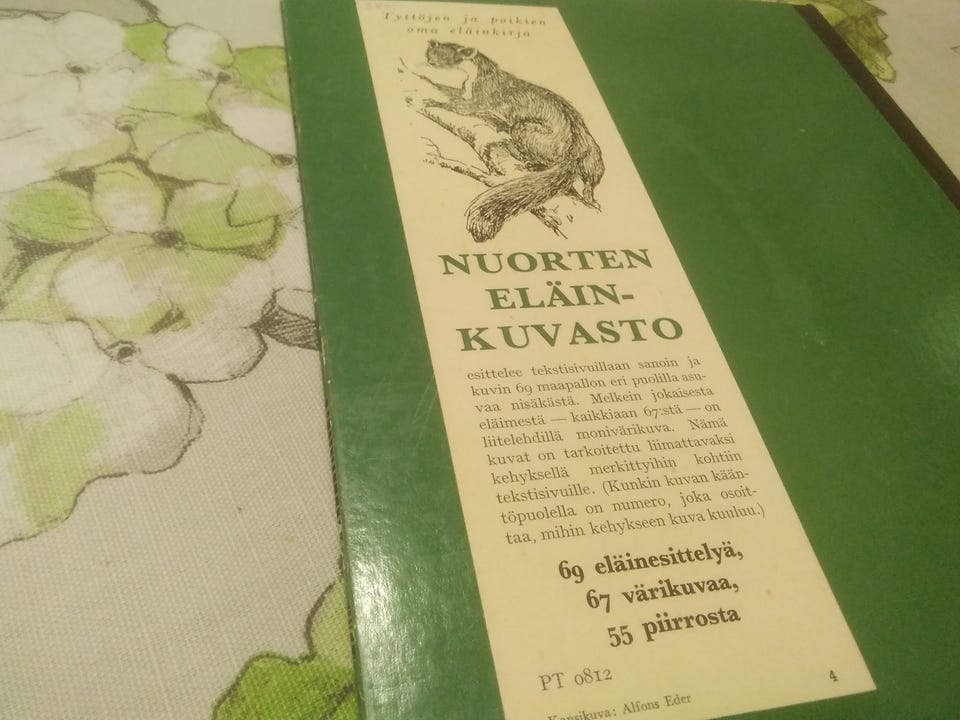 Tyttöjen ja poikien
oma eläinkirja
NUORTEN
ELÄIN-
KUVASTO
esittelee tekstisivuillaan sanoin ja
kuvin 69 maapallon eri puolilla asu-
vaa nisäkästä. Melkein jokaisesta
eläimestä — kaikkiaan 67:stä — on
liitelehdillä monivärikuva. Nämä
kuvat on tarkoitettu liimattavaksi
kehyksellä merkittyihin kohtiin
tekstisivuille. (Kunkin kuvan kään-
töpuolella on numero, joka osoit-
taa, mihin kehykseen kuva kuuluu.)
69 eläinesittelyä,
67 värikuvaa,
55 piirrosta
PT 0812
4
Kansikuva: Alfons Eder